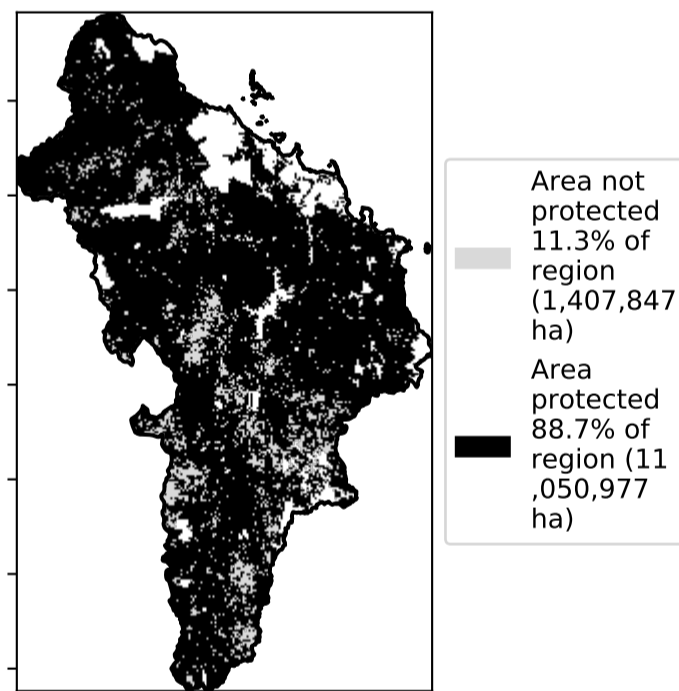 Area not
protected
11.3% of
region
(1,407,847
ha)
Area
protected
88.7% of
region (11
,050,977
ha)